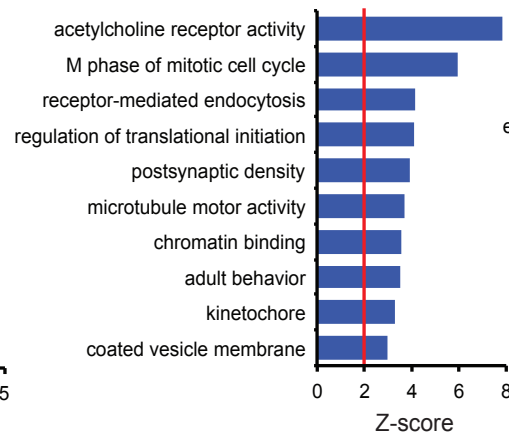 acetylcholine receptor activity
M phase of mitotic cell cycle
receptor-mediated endocytosis
regulation of translational initiation
e
postsynaptic density
microtubule motor activity
chromatin binding
adult behavior
kinetochore
coated vesicle membrane
5
0 2 4 6 8
Z-score